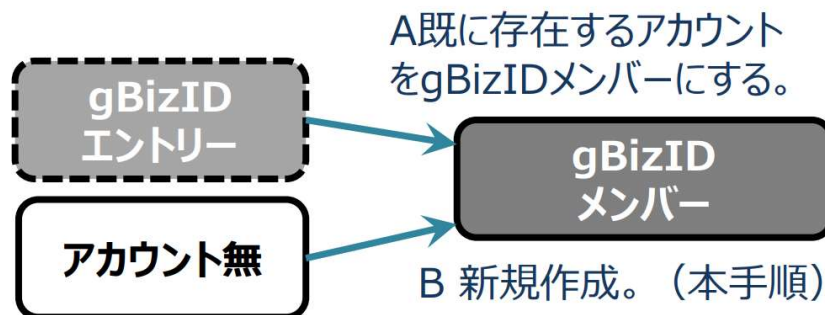 A既に存在するアカウント
をgBizIDメンバーにする。
gBizID
エントリー
gBizID
メンバー
アカウント無
B 新規作成。（本手順）